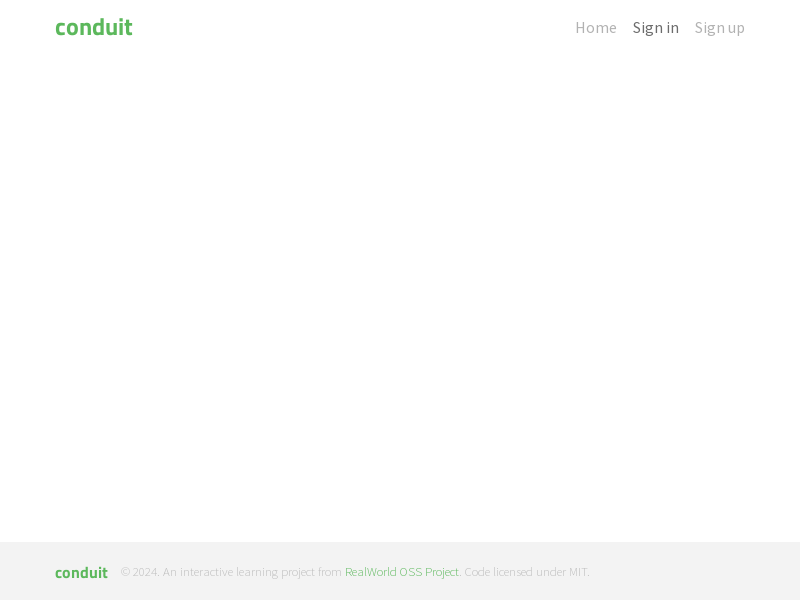 conduit
Home Sign in Sign up
conduit © 2024. An interactive learning project from RealWorld OSS Project. Code licensed under MIT.